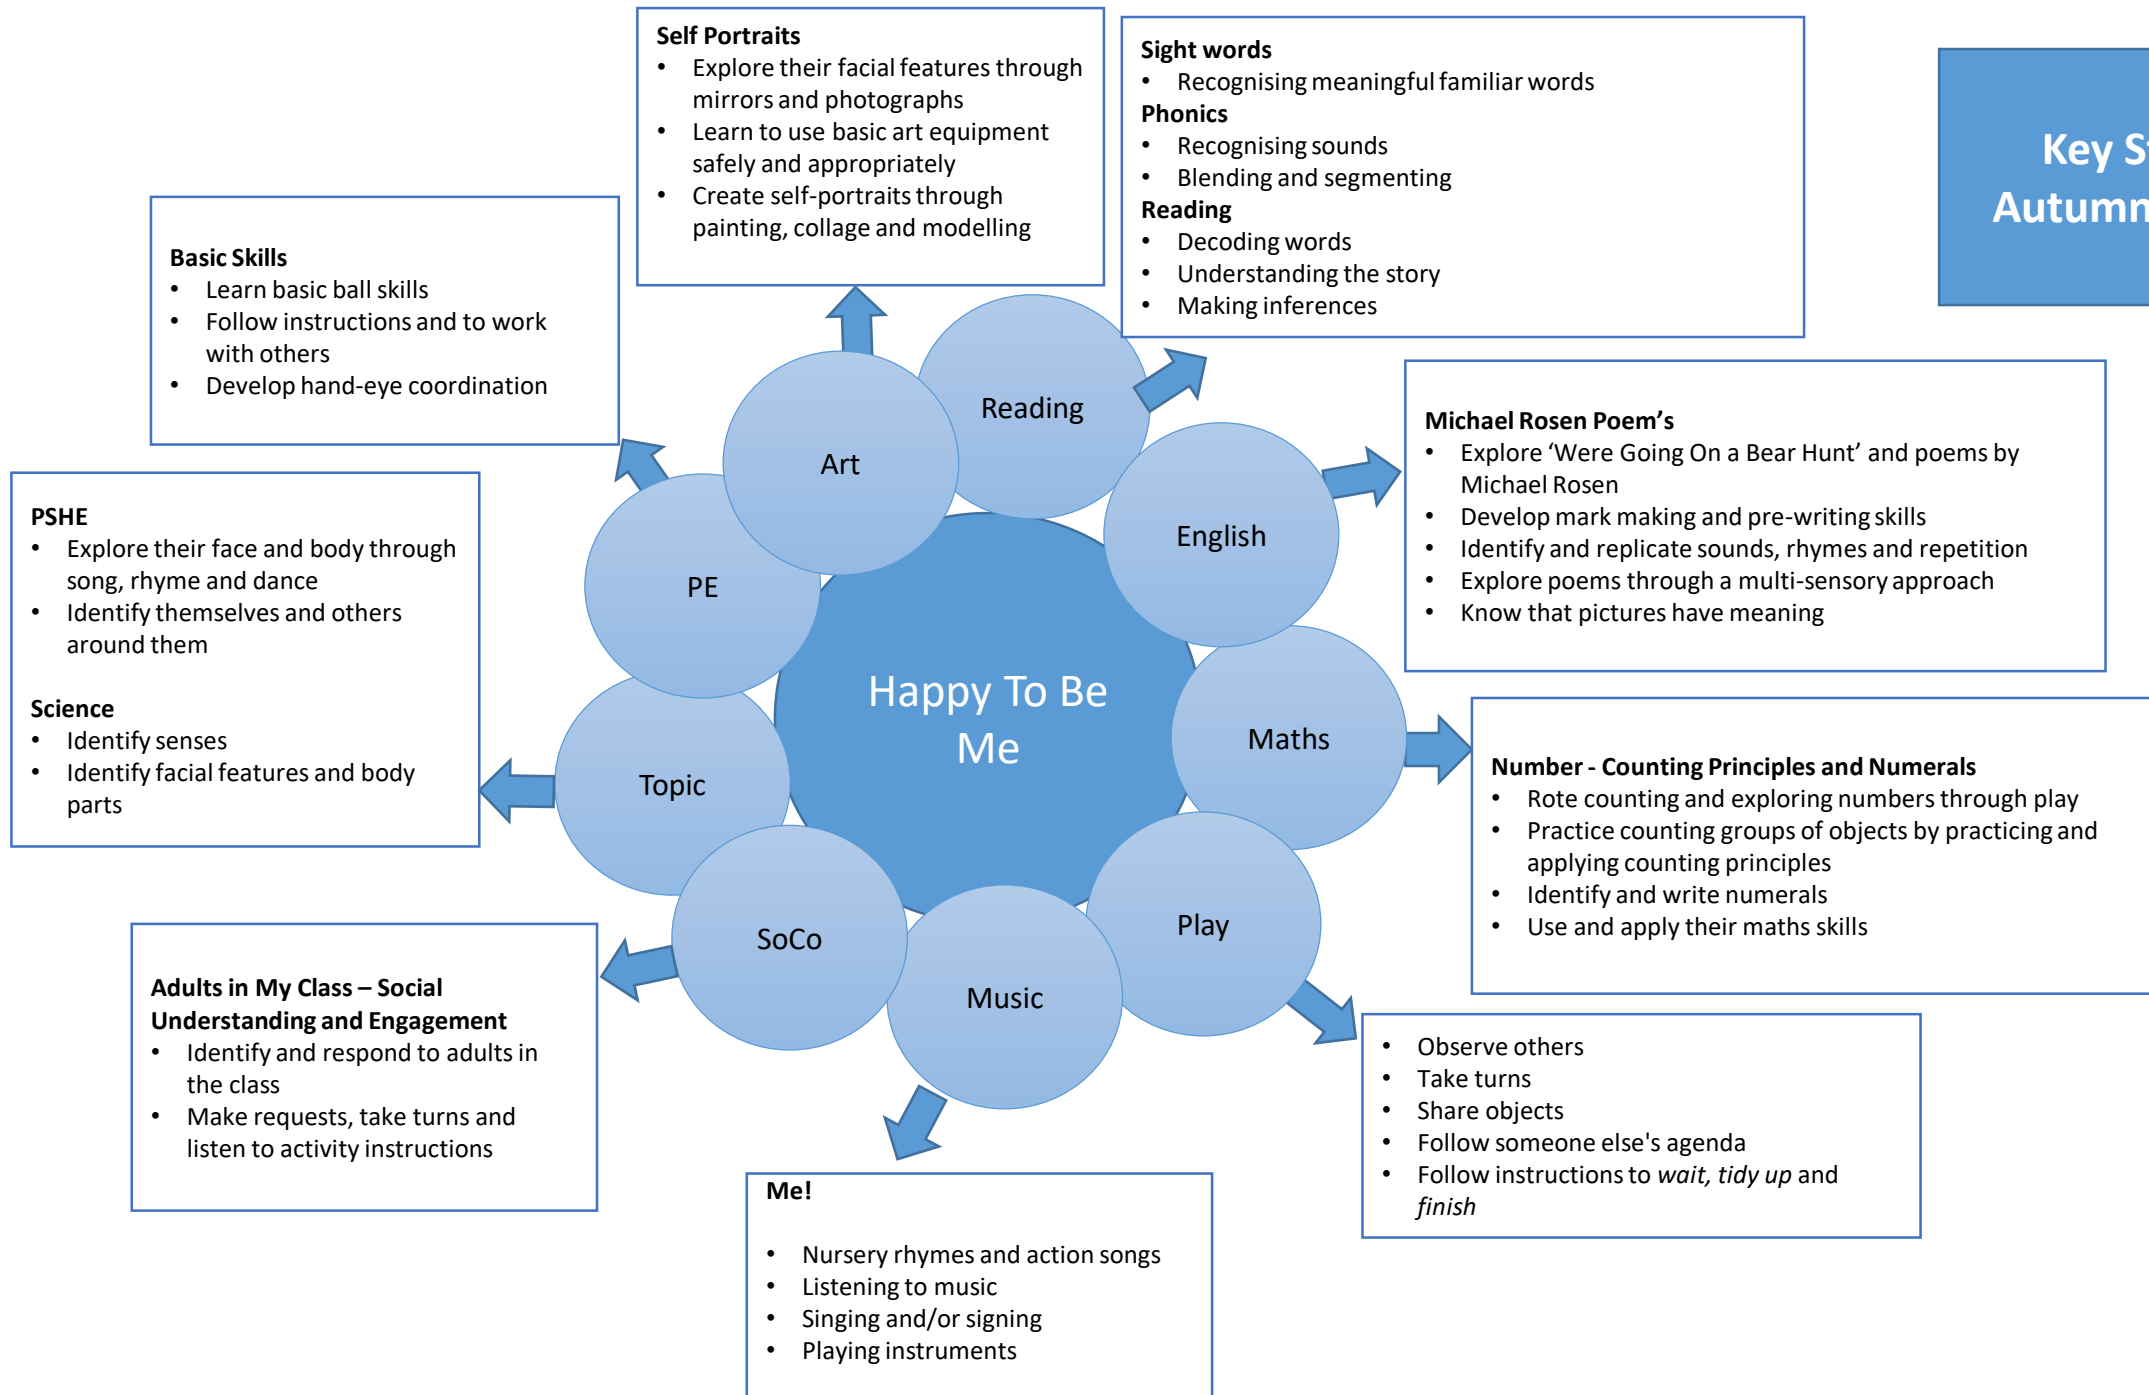 Self Portraits
• Explore their facial features through
mirrors and photographs
• Learn to use basic art equipment
safely and appropriately
• Create self-portraits through
painting, collage and modelling
Sight words
• Recognising meaningful familiar words
Phonics
• Recognising sounds
• Blending and segmenting
Reading
• Decoding words
• Understanding the story
• Making inferences
Key
Autumn
Basic Skills
• Learn basic ball skills
• Follow instructions and to work
with others
• Develop hand-eye coordination
Reading
Art
English
PE
Michael Rosen Poem's
• Explore ‘Were Going On a Bear Hunt’ and poems by
Michael Rosen
• Develop mark making and pre-writing skills
• Identify and replicate sounds, rhymes and repetition
• Explore poems through a multi-sensory approach
• Know that pictures have meaning
PSHE
• Explore their face and body through
song, rhyme and dance
• Identify themselves and others
around them
Science
• Identify senses
• Identify facial features and body
parts
Happy To Be
Me
Maths
Topic
Number - Counting Principles and Numerals
• Rote counting and exploring numbers through play
• Practice counting groups of objects by practicing and
applying counting principles
• Identify and write numerals
• Use and apply their maths skills
Play
SoCo
Music
Adults in My Class – Social
Understanding and Engagement
• Identify and respond to adults in
the class
• Make requests, take turns and
listen to activity instructions
• Observe others
• Take turns
• Share objects
• Follow someone else's agenda
• Follow instructions to wait, tidy up and
finish
Me!
• Nursery rhymes and action songs
• Listening to music
• Singing and/or signing
• Playing instruments